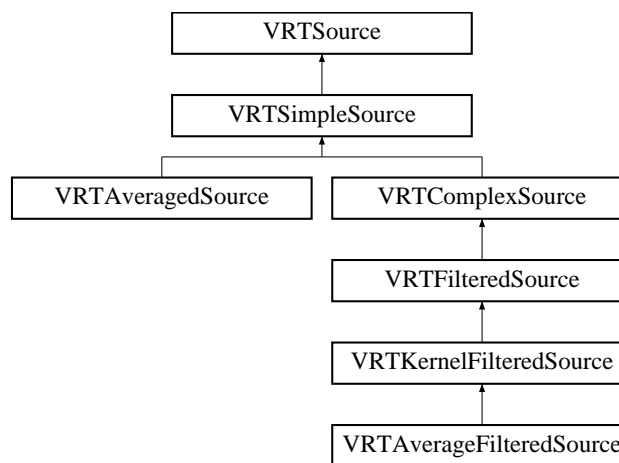 VRTSource
VRTSimpleSource
VRTAveragedSource
VRTComplexSource
VRTFilteredSource
VRTKernelFilteredSource
VRTAverageFilteredSource